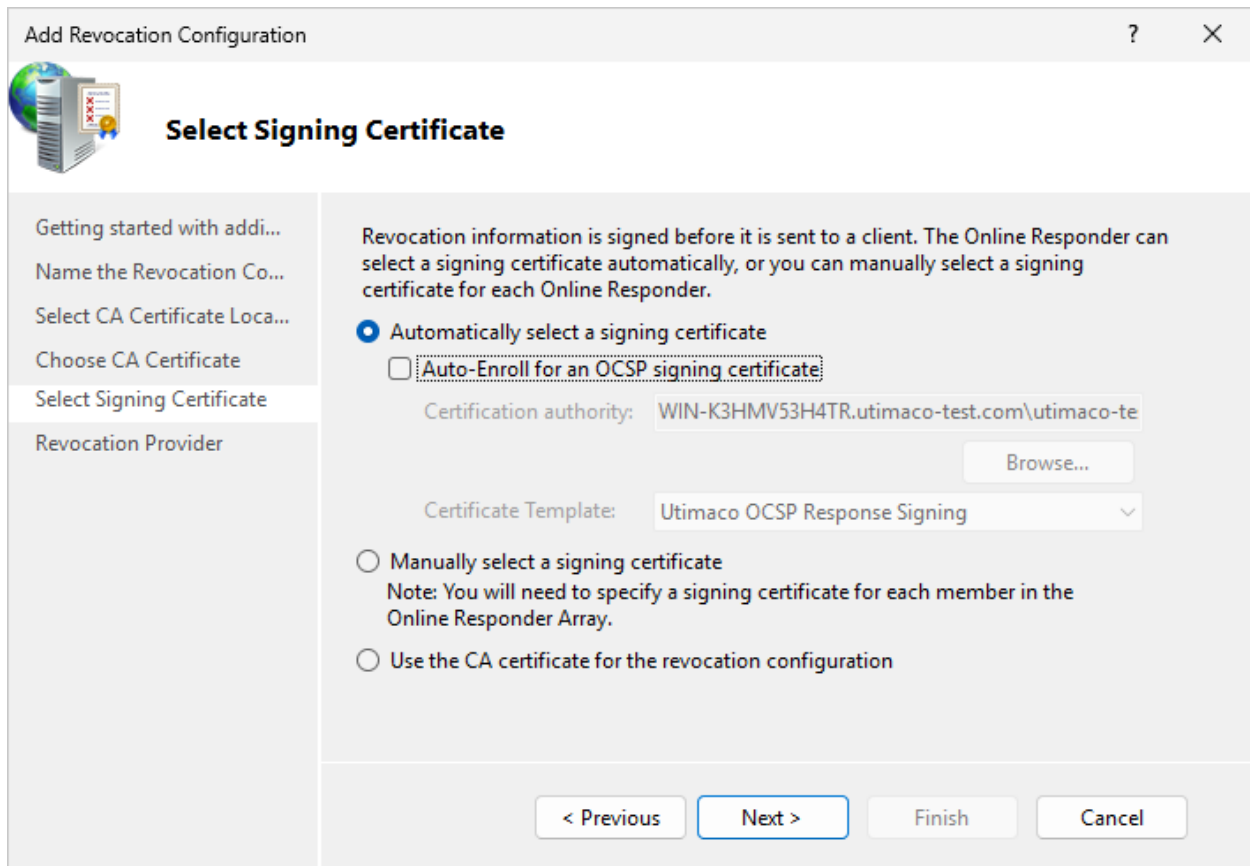 Add Revocation Configuration
?
Select Signing Certificate
Getting started with addi...
Name the Revocation Co...
Select CA Certificate Loca...
Choose CA Certificate
Select Signing Certificate
Revocation Provider
Revocation information is signed before it is sent to a client. The Online Responder can
select a signing certificate automatically, or you can manually select a signing
certificate for each Online Responder.
Automatically select a signing certificate
Auto-Enroll for an OCSP signing certificate
Certification authority: WIN-K3HMV53H4TR.utimaco-test.com\utimaco-te
Browse...
Certificate Template: Utimaco OCSP Response Signing
Manually select a signing certificate
Note: You will need to specify a signing certificate for each member in the
Online Responder Array.
Use the CA certificate for the revocation configuration
< Previous
Next >
Finish
Cancel